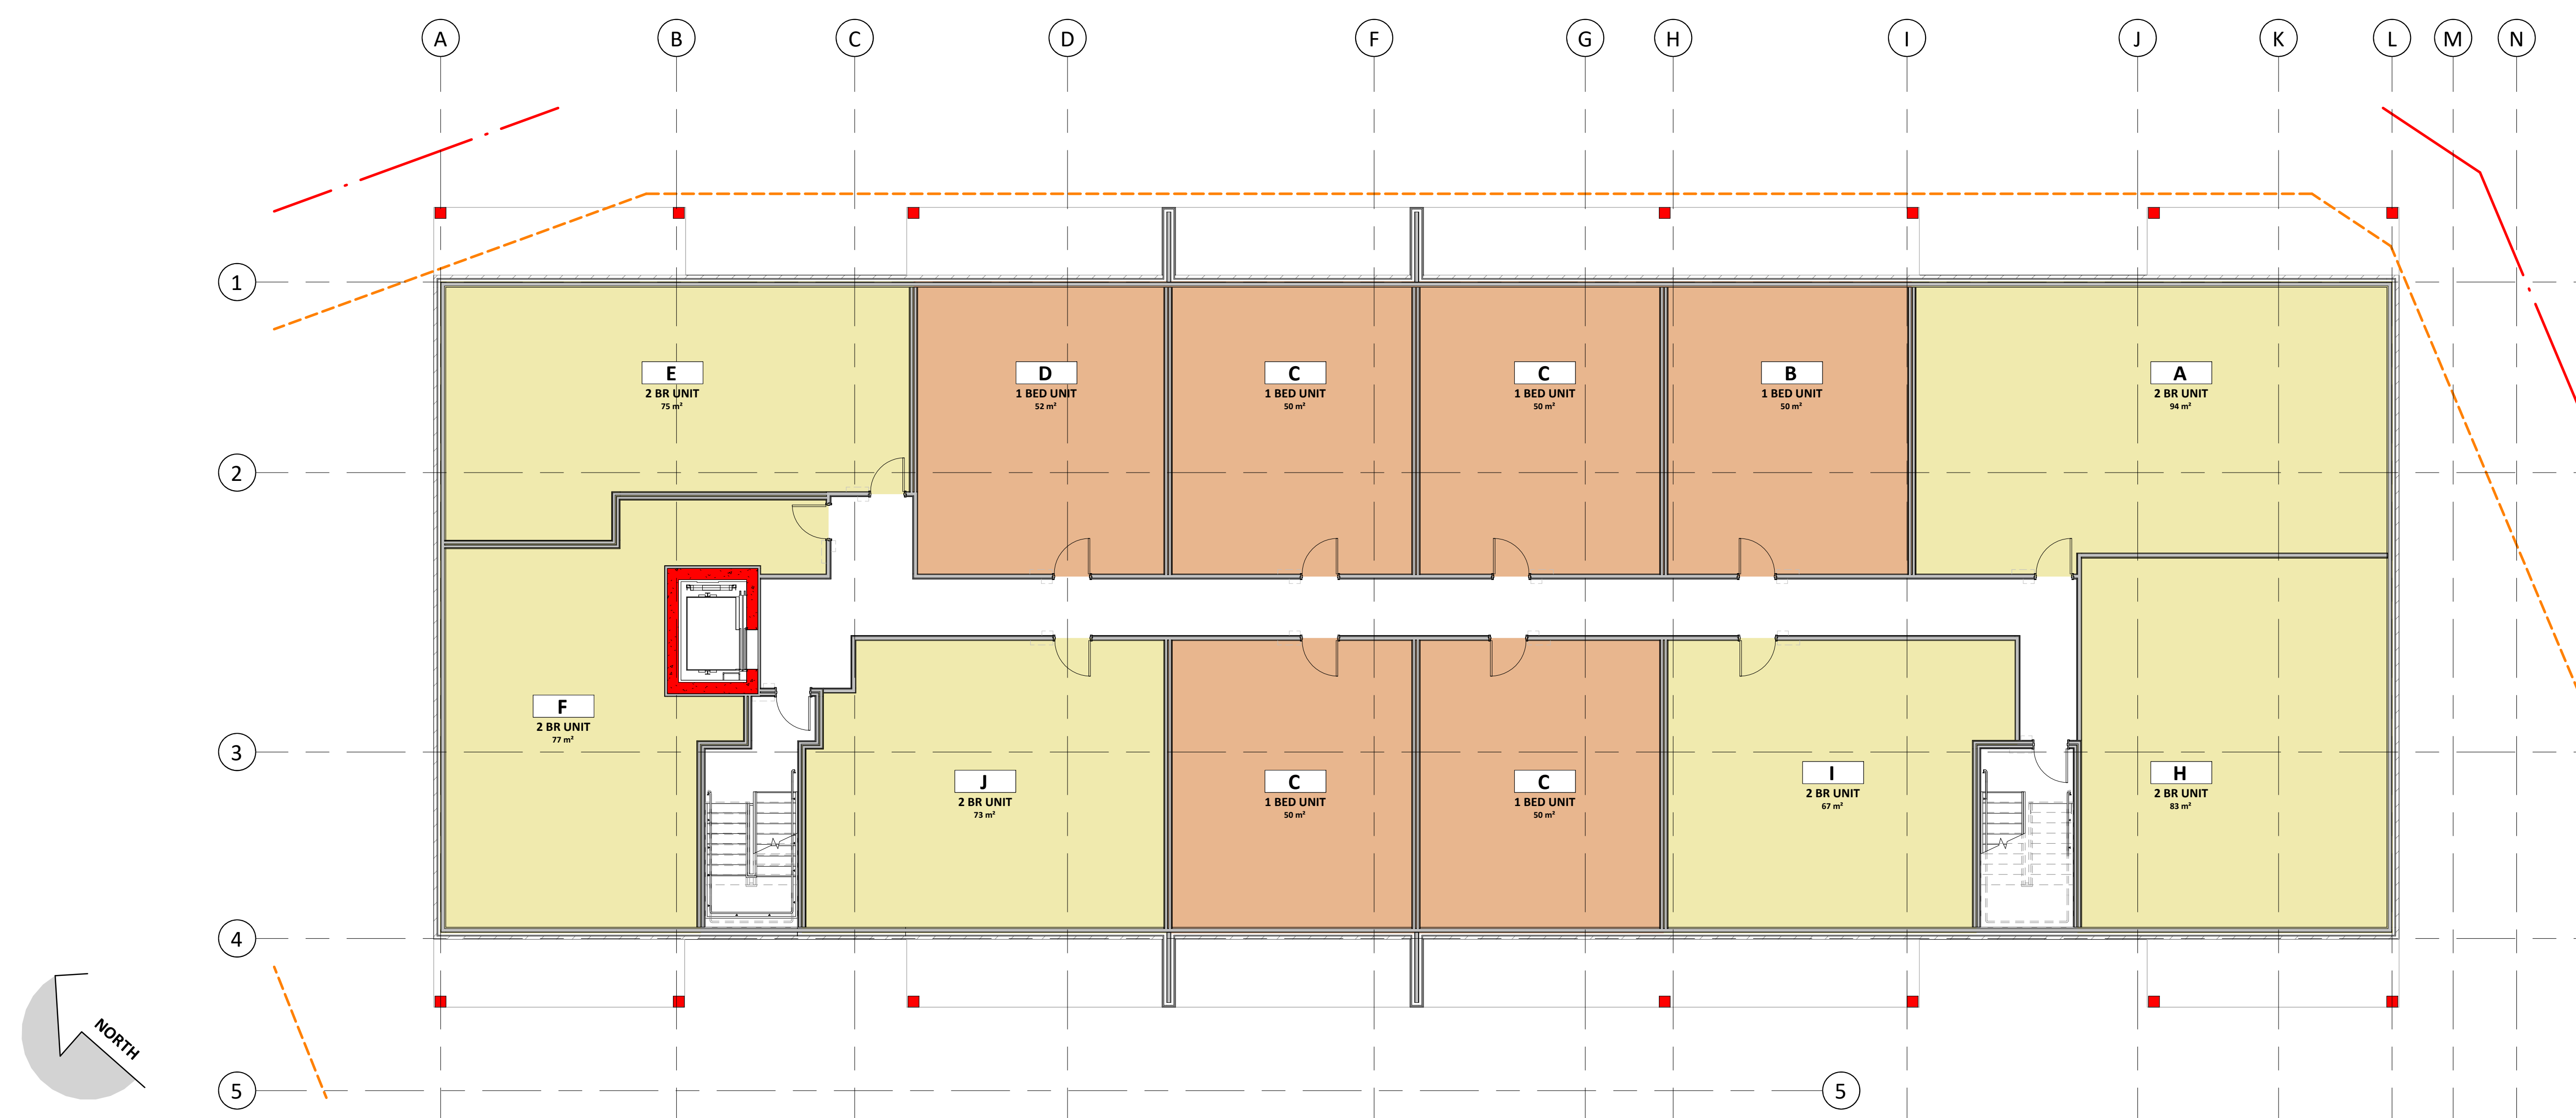 A B C D F G H I J K L M N
1
E
2 BR UNIT
75 m²
D
1 BED UNIT
52 m²
C
1 BED UNIT
50 m²
C
1 BED UNIT
50 m²
B
1 BED UNIT
50 m²
A
2 BR UNIT
94 m²
2
F
2 BR UNIT
77 m²
3
J
2 BR UNIT
73 m²
C
1 BED UNIT
50 m²
C
1 BED UNIT
50 m²
I
2 BR UNIT
67 m²
H
2 BR UNIT
83 m²
4
NORTH
5 5